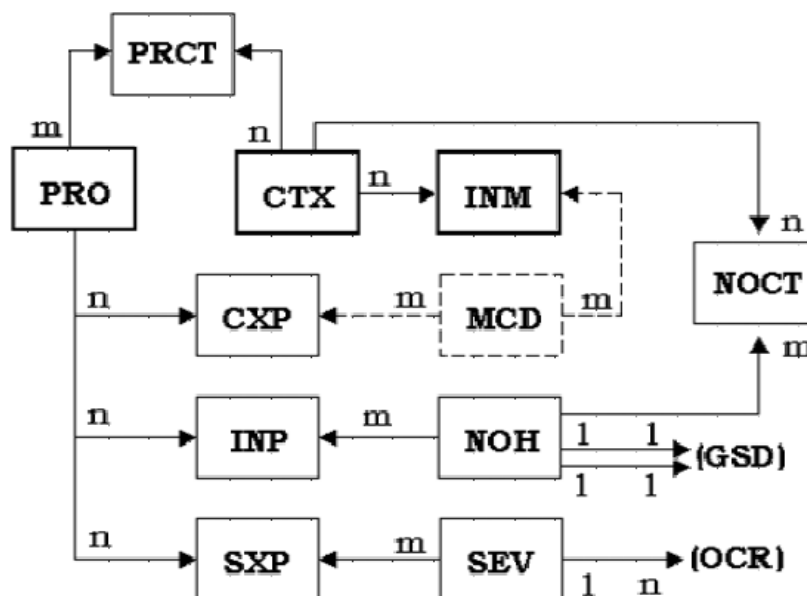 PRCT
m
n
PRO
CTX
n
INM
n
NOCT
n
CXP
m
MCD
m
m
n
INP
m
NOH
1 1
(GSD)
1 1
n
SXP
m
SEV
(OCR)
1 n